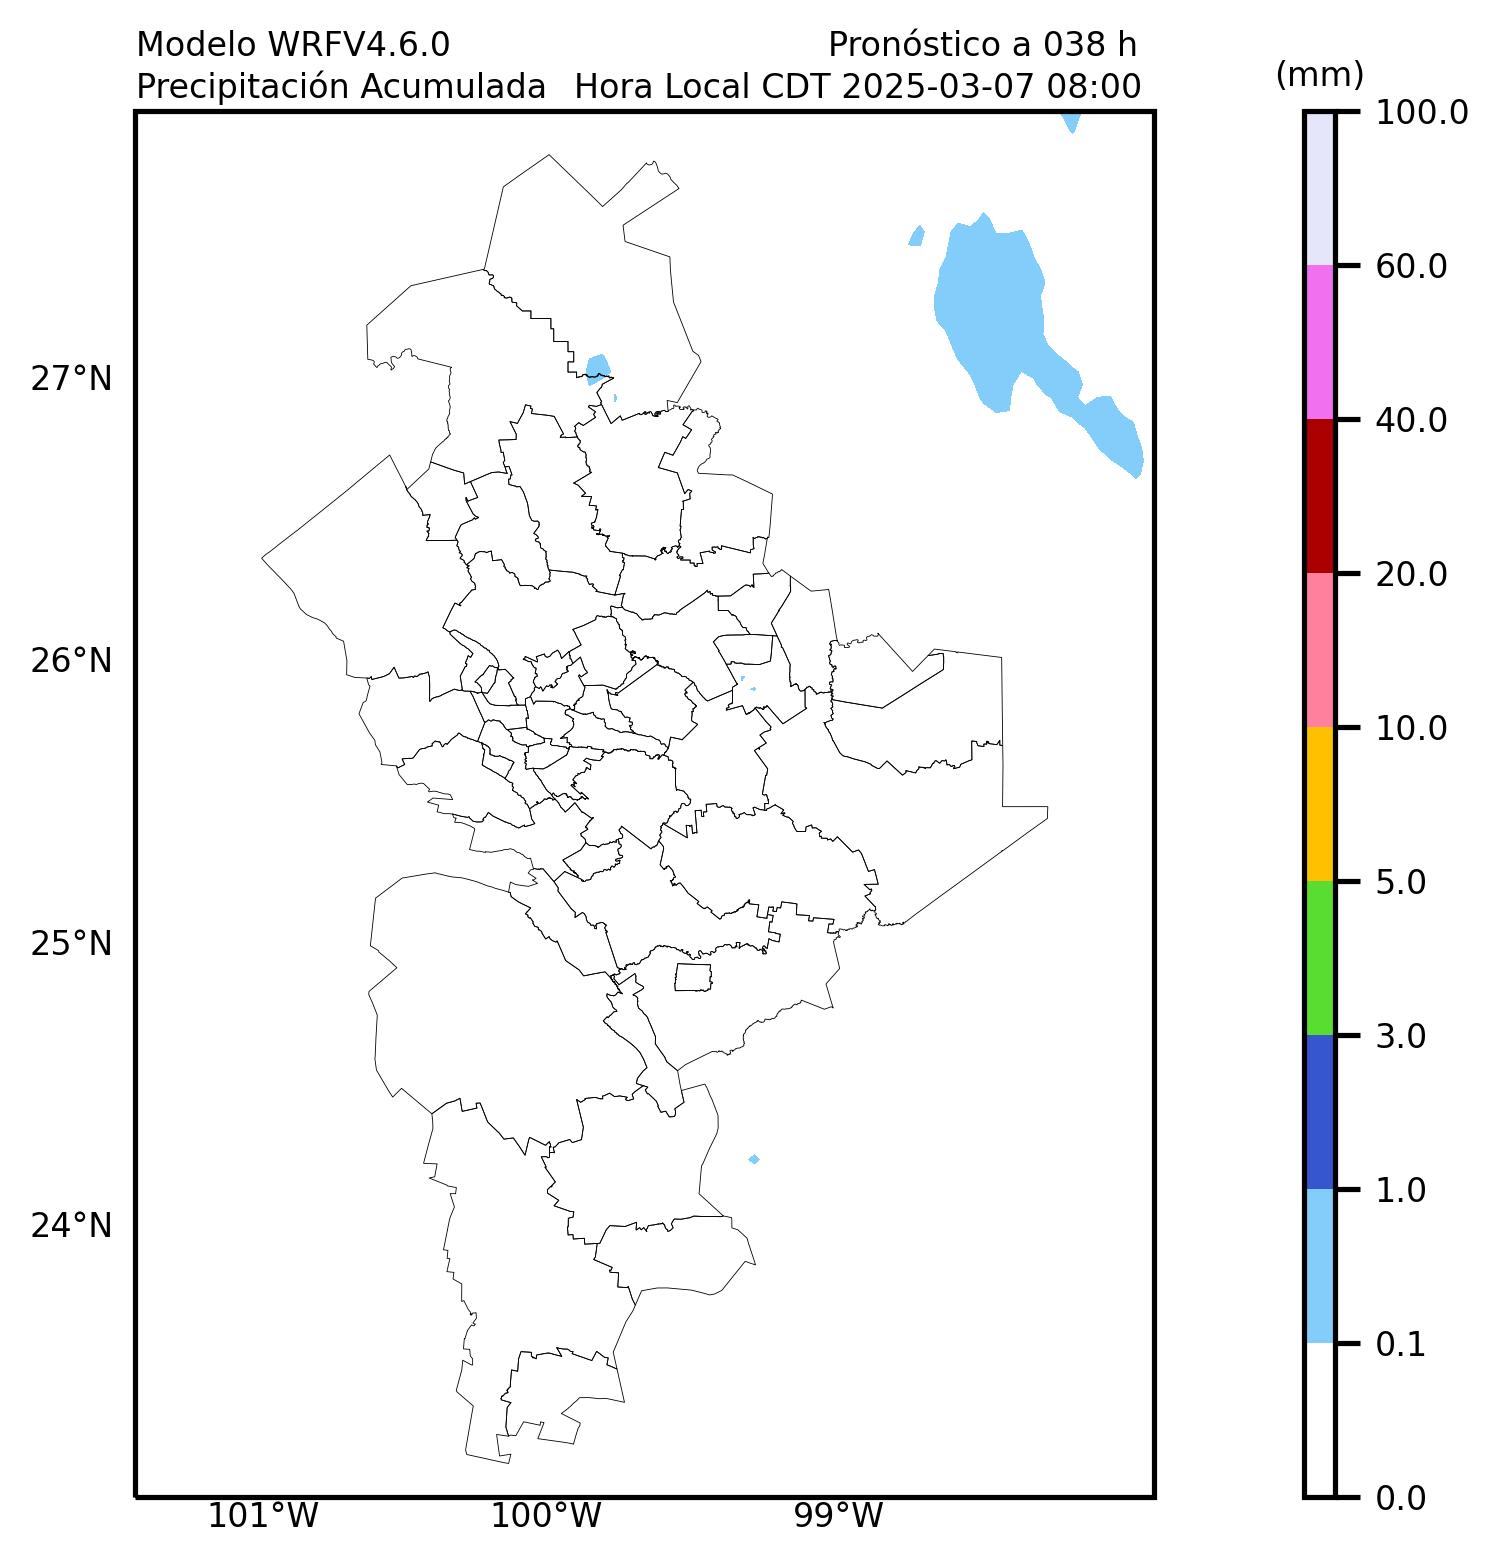 Modelo WRFV4.6.0 Pronóstico a 038 h
Precipitación Acumulada Hora Local CDT 2025-03-07 08:00
(mm)
100.0
60.0
40.0
20.0
10.0
5.0
3.0
1.0
0.1
0.0
27°N
26°N
25°N
24°N
101°W 100°W 99°W